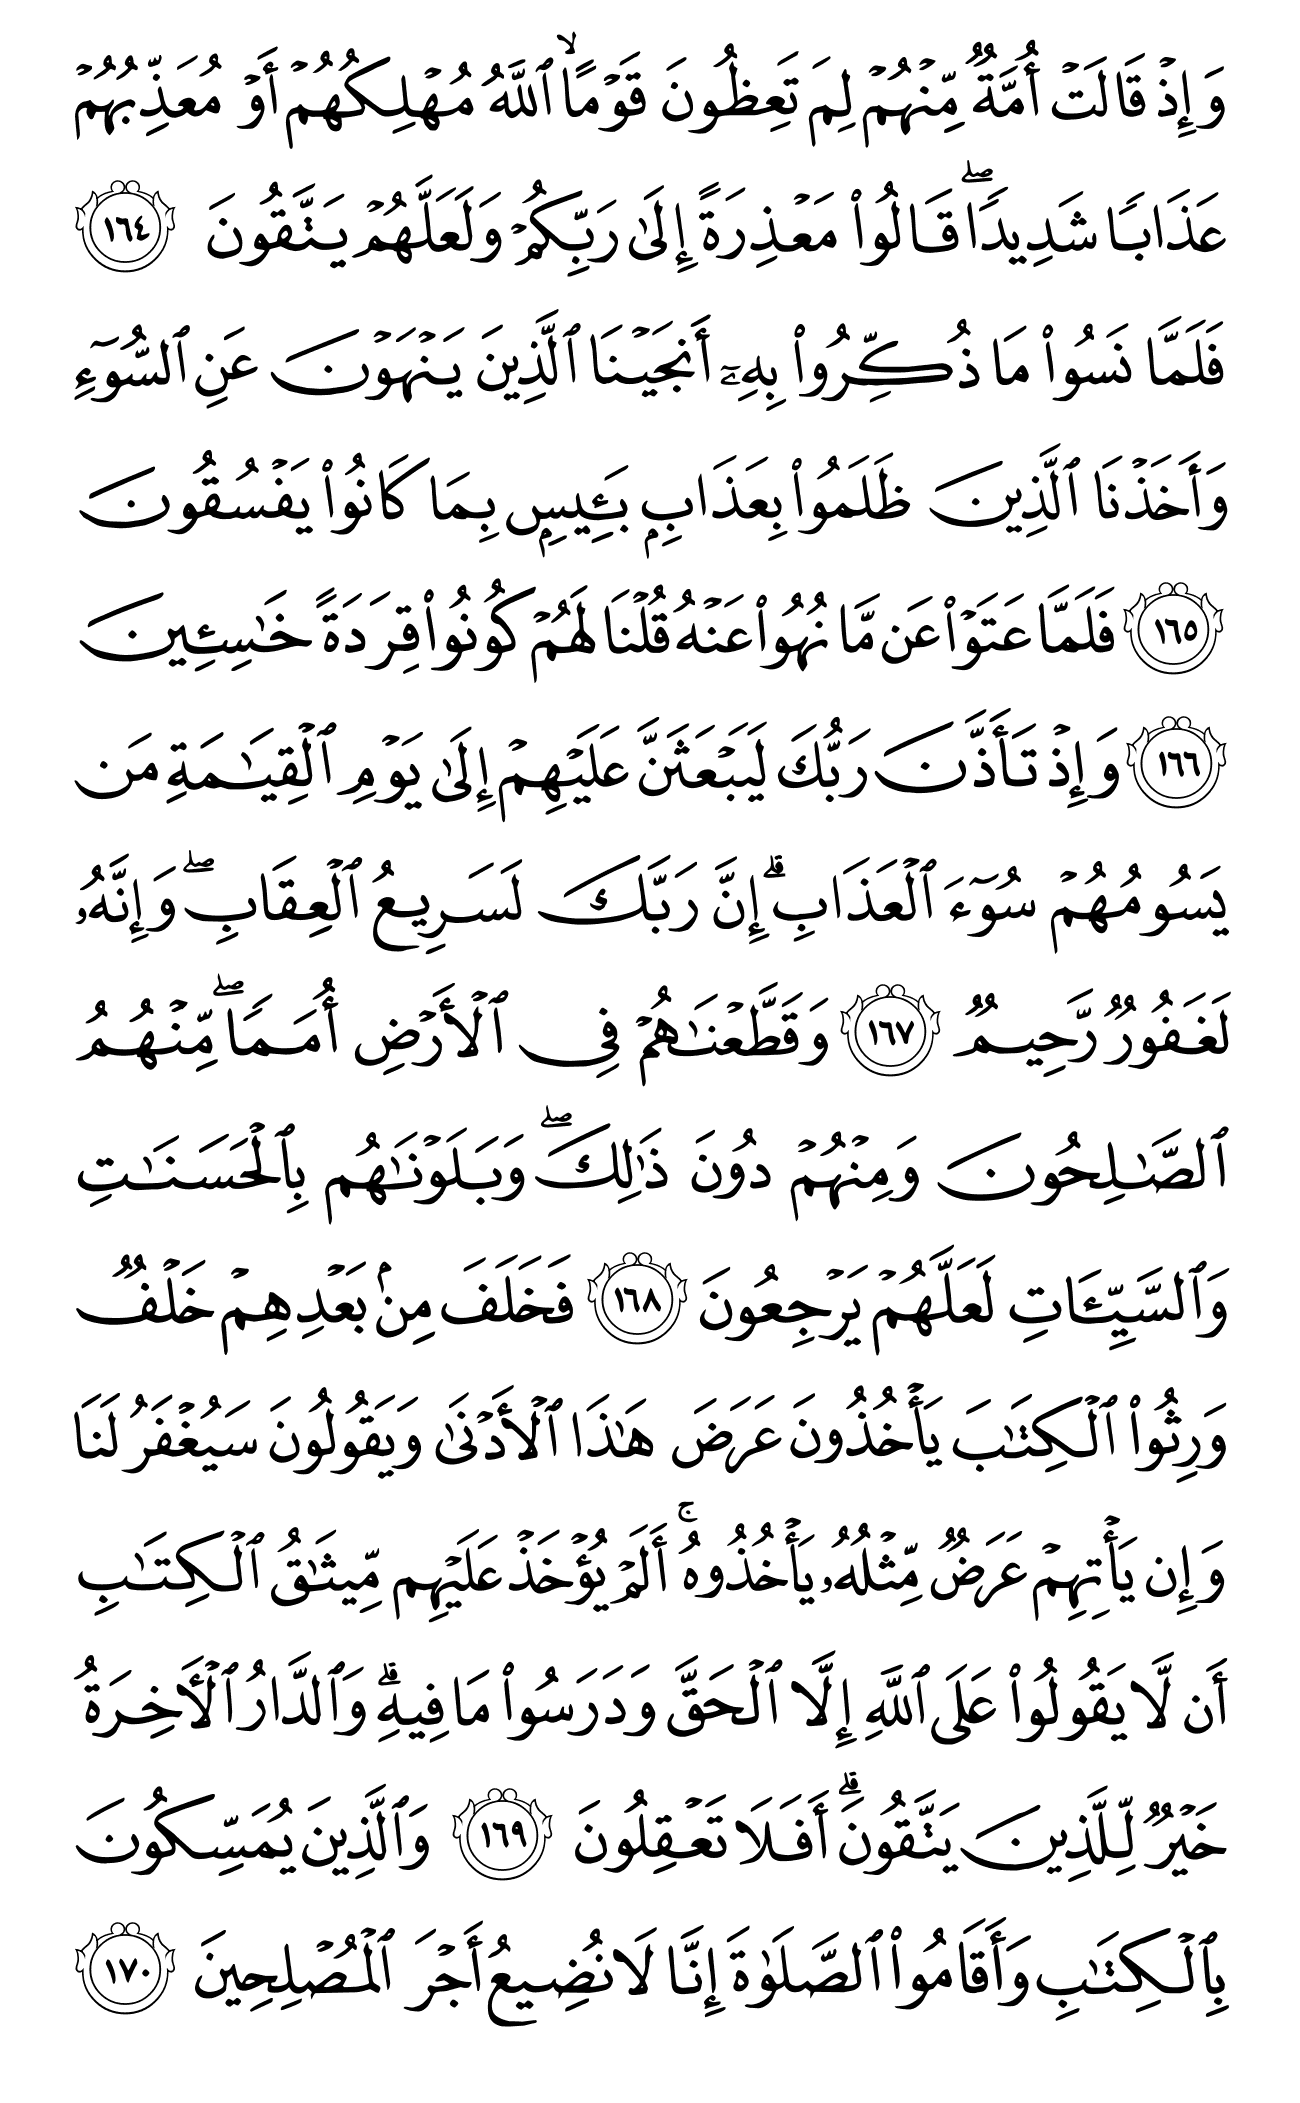 وَإِذۡ قَالَتۡ أُمَّةٞ مِّنۡهُمۡ لِمَ تَعِظُونَ قَوۡمًا ٱللَّهُ مُهۡلِكُهُمۡ أَوۡ مُعَذِّبُهُمۡ
عَذَابٗا شَدِيدٗاۖ قَالُواْ مَعۡذِرَةً إِلَىٰ رَبِّكُمۡ وَلَعَلَّهُمۡ يَتَّقُونَ ١٦٤
فَلَمَّا نَسُواْ مَا ذُكِّرُواْ بِهِۦٓ أَنجَيۡنَا ٱلَّذِينَ يَنۡهَوۡنَ عَنِ ٱلسُّوٓءِ
وَأَخَذۡنَا ٱلَّذِينَ ظَلَمُواْ بِعَذَابِۭ بَـِٔيسِۭ بِمَا كَانُواْ يَفۡسُقُونَ
١٦٥ فَلَمَّا عَتَوۡاْ عَن مَّا نُهُواْ عَنۡهُ قُلۡنَا لَهُمۡ كُونُواْ قِرَدَةً خَٰسِـِٔينَ
١٦٦ وَإِذۡ تَأَذَّنَ رَبُّكَ لَيَبۡعَثَنَّ عَلَيۡهِمۡ إِلَىٰ يَوۡمِ ٱلۡقِيَٰمَةِ مَن
يَسُومُهُمۡ سُوٓءَ ٱلۡعَذَابِۗ إِنَّ رَبَّكَ لَسَرِيعُ ٱلۡعِقَابِۖ وَإِنَّهُۥ
لَغَفُورٞ رَّحِيمٞ ١٦٧ وَقَطَّعۡنَٰهُمۡ فِي ٱلۡأَرۡضِ أُمَمٗاۖ مِّنۡهُمُ
ٱلصَّٰلِحُونَ وَمِنۡهُمۡ دُونَ ذَٰلِكَۖ وَبَلَوۡنَٰهُم بِٱلۡحَسَنَٰتِ
وَٱلسَّيِّـَٔاتِ لَعَلَّهُمۡ يَرۡجِعُونَ ١٦٨ فَخَلَفَ مِنۢ بَعۡدِهِمۡ خَلۡفٞ
وَرِثُواْ ٱلۡكِتَٰبَ يَأۡخُذُونَ عَرَضَ هَٰذَا ٱلۡأَدۡنَىٰ وَيَقُولُونَ سَيُغۡفَرُ لَنَا
وَإِن يَأۡتِهِمۡ عَرَضٞ مِّثۡلُهُۥ يَأۡخُذُوهُۚ أَلَمۡ يُؤۡخَذۡ عَلَيۡهِم مِّيثَٰقُ ٱلۡكِتَٰبِ
أَن لَّا يَقُولُواْ عَلَى ٱللَّهِ إِلَّا ٱلۡحَقَّ وَدَرَسُواْ مَا فِيهِۗ وَٱلدَّارُ ٱلۡأٓخِرَةُ
خَيۡرٞ لِّلَّذِينَ يَتَّقُونَۚ أَفَلَا تَعۡقِلُونَ ١٦٩ وَٱلَّذِينَ يُمَسِّكُونَ
بِٱلۡكِتَٰبِ وَأَقَامُواْ ٱلصَّلَوٰةَ إِنَّا لَا نُضِيعُ أَجۡرَ ٱلۡمُصۡلِحِينَ ١٧٠